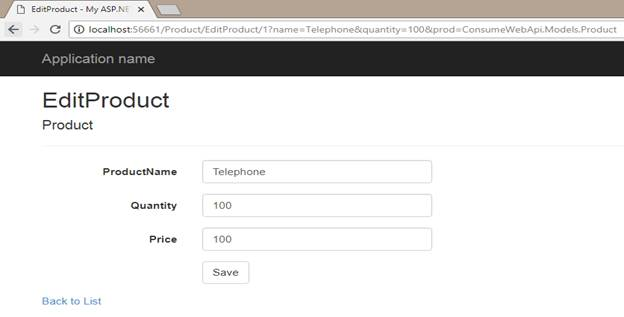 EditProduct - My ASP.NE
localhost:56661/Product/EditProduct/1?name=Telephone&quantity=100&prod=ConsumeWebApi.Models.Product
Application name
EditProduct
Product
ProductName Telephone
Quantity 100
Price 100
Save
Back to List